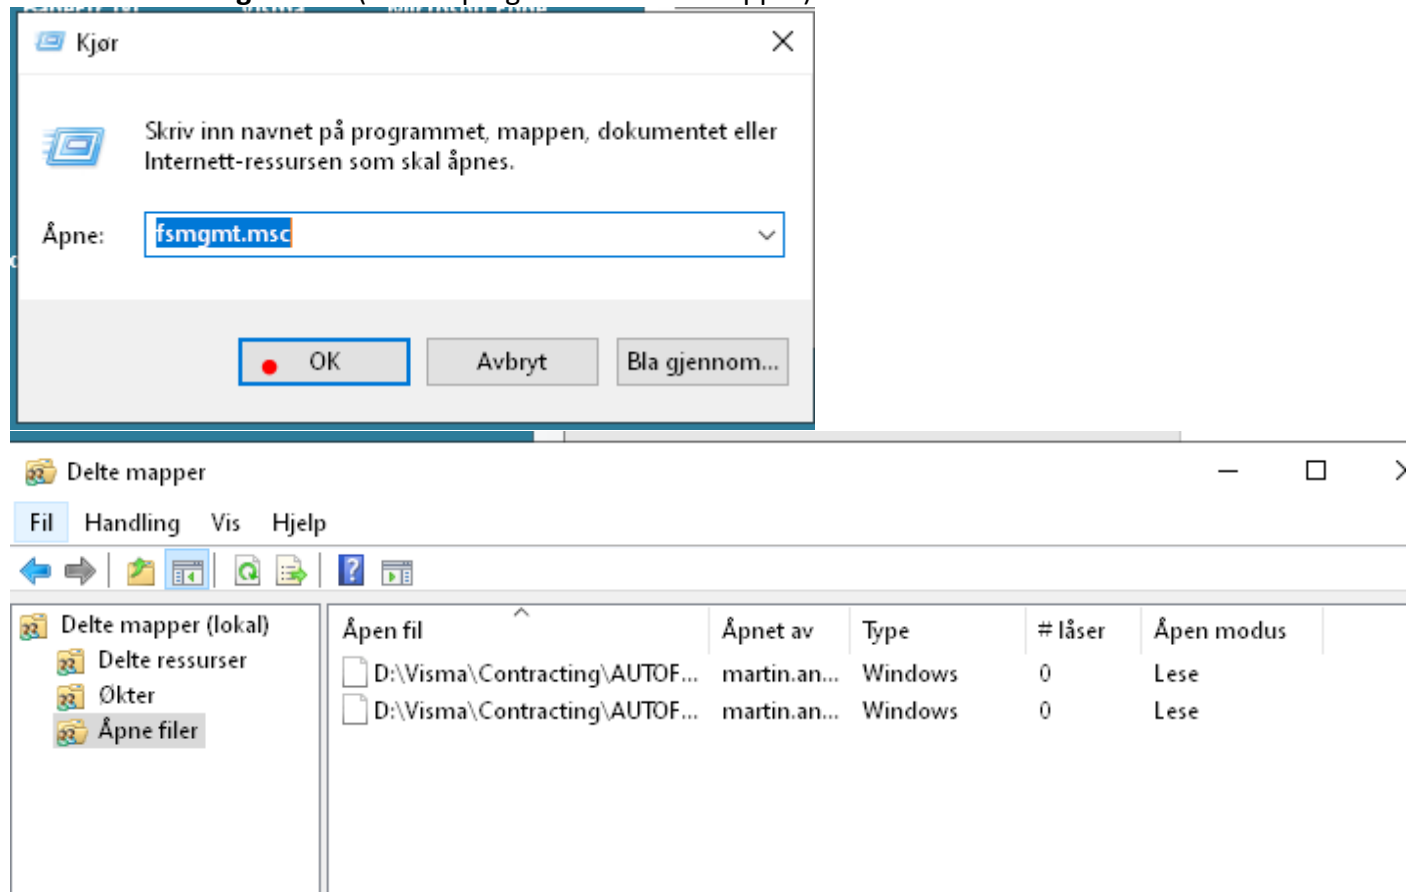 Kjør
Skriv inn navnet på programmet, mappen, dokumentet eller
Internett-ressursen som skal åpnes.
Åpne: fsmgmt.msc
OK Avbryt Bla gjennom...
Delte mapper
Fil Handling Vis Hjelp
Delte mapper (lokal)
Delte ressurser
Økter
Åpne filer
Åpen fil Åpnet av Type # låser Åpen modus
D:\Visma\Contracting\AUTOF... martin.an... Windows 0 Lese
D:\Visma\Contracting\AUTOF... martin.an... Windows 0 Lese